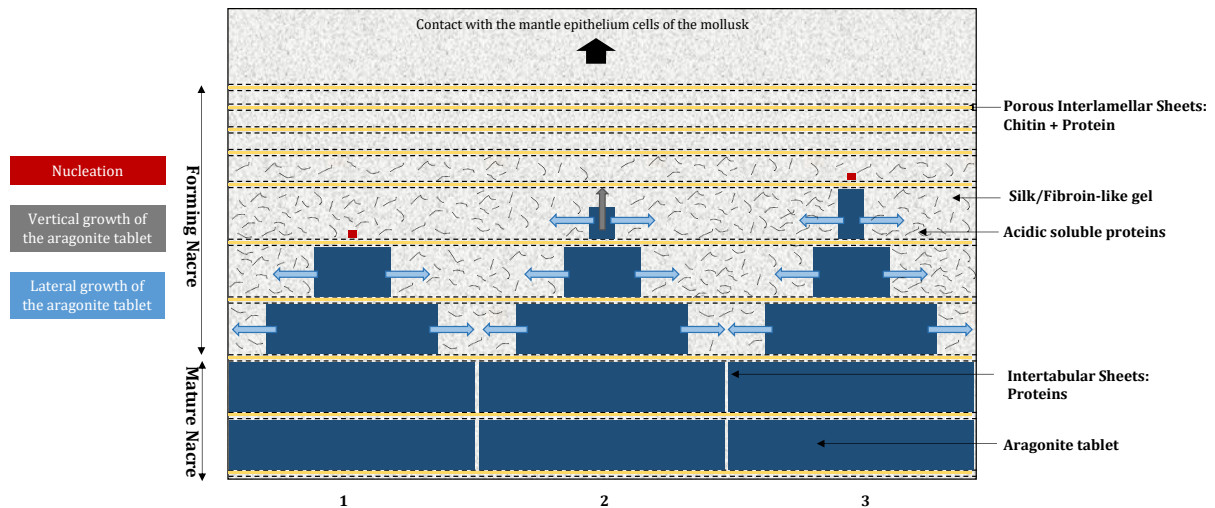 Contact with the mantle epithelium cells of the mollusk
Porous Interlamellar Sheets:
Chitin + Protein
Nucleation
Vertical growth of
the aragonite tablet
Lateral growth of
the aragonite tablet
Forming Nacre
Silk/Fibroin-like gel
Acidic soluble proteins
Mature Nacre
Intertabular Sheets:
Proteins
Aragonite tablet
1
2
3